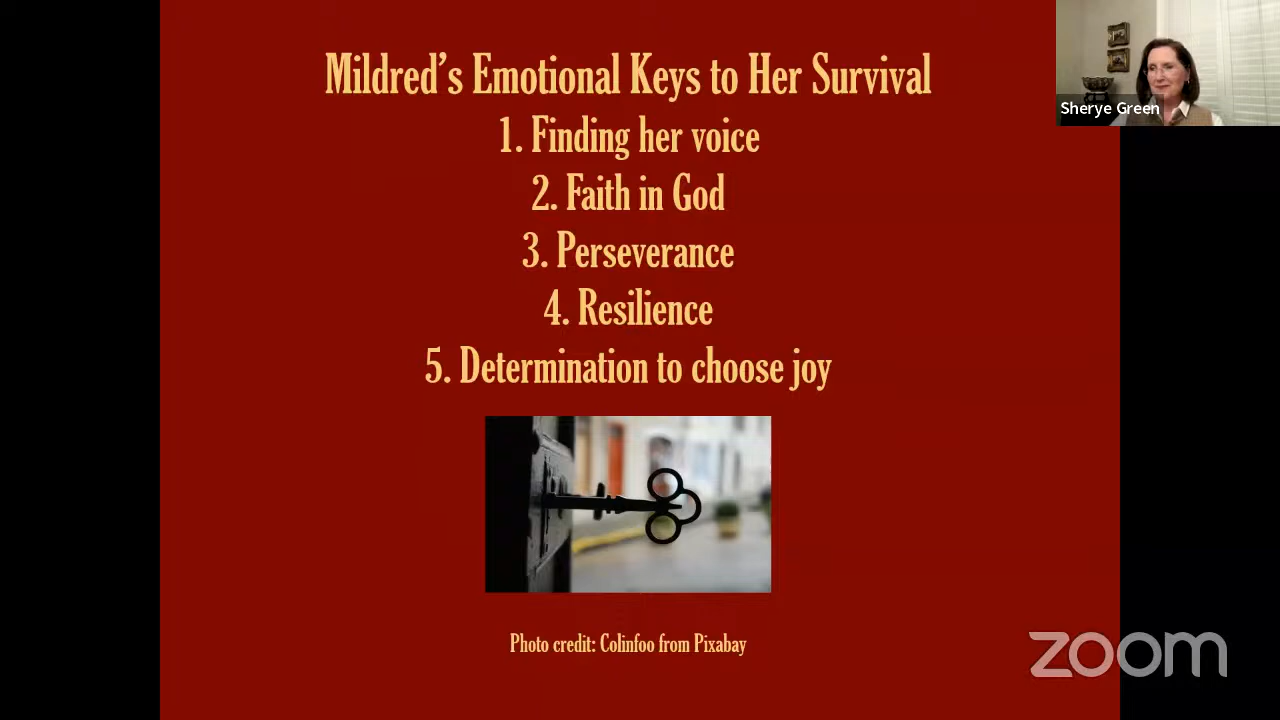 Mildred's Emotional Keys to Her Survival
1. Finding her voice
2. Faith in God
3. Perseverance
4. Resilience
5. Determination to choose joy
Photo credit: Colinfoo from Pixabay
Sherye Green
zoom